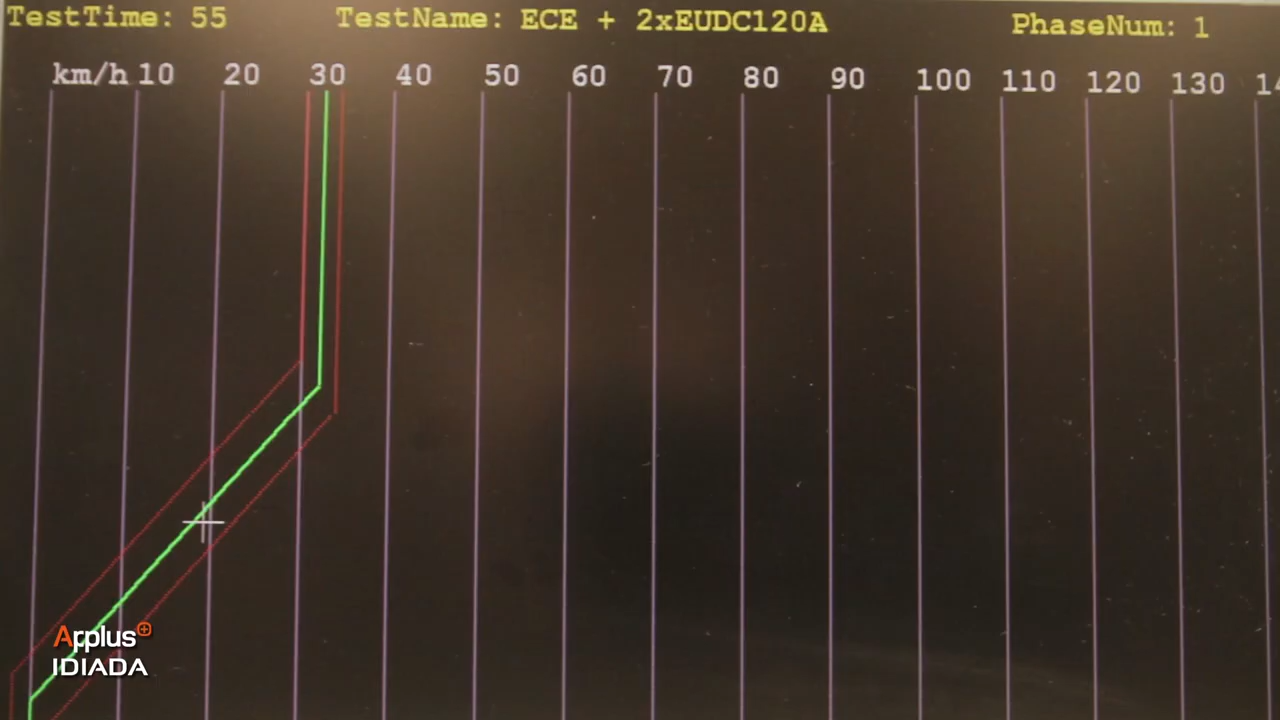 TestTime: 55 TestName: ECE + 2xEUDC120A PhaseNum: 1
km/h 10 20 30 40 50 60 70 80 90 100 110 120 130
Applus+
IDIADA